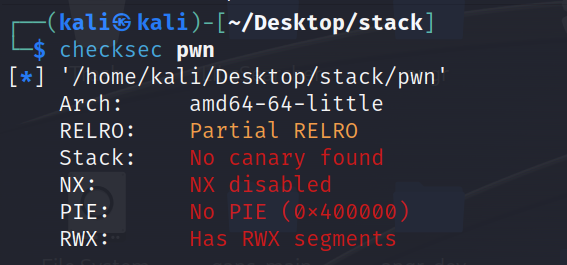 ┌──(kali㉿kali)-[~/Desktop/stack]
└─$ checksec pwn
[*] '/home/kali/Desktop/stack/pwn'
    Arch:     amd64-64-little
    RELRO:    Partial RELRO
    Stack:    No canary found
    NX:       NX disabled
    PIE:      No PIE (0x400000)
    RWX:      Has RWX segments